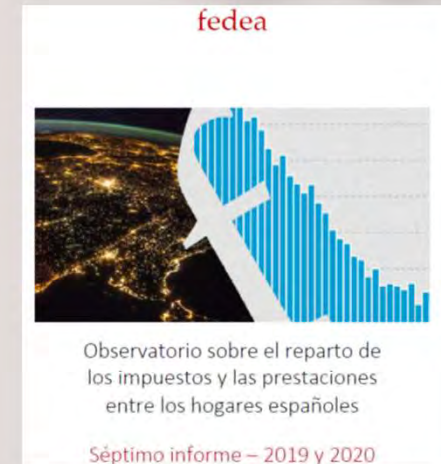 fedea
Observatorio sobre el reparto de
los impuestos y las prestaciones
entre los hogares españoles
Séptimo informe – 2019 y 2020